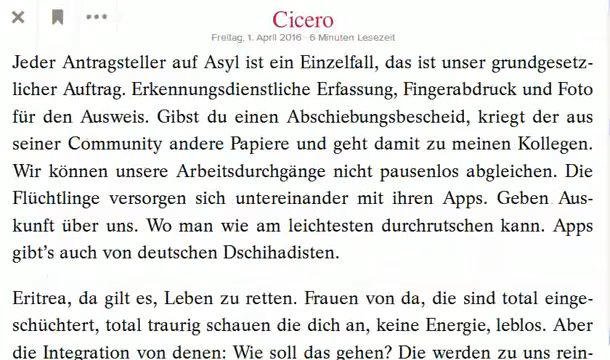 Cicero
Freitag, 1. April 2016 · 6 Minuten Lesezeit
Jeder Antragsteller auf Asyl ist ein Einzelfall, das ist unser grundgesetz-
licher Auftrag. Erkennungsdienstliche Erfassung, Fingerabdruck und Foto
für den Ausweis. Gibst du einen Abschiebungsbescheid, kriegt der aus
seiner Community andere Papiere und geht damit zu meinen Kollegen.
Wir können unsere Arbeitsdurchgänge nicht pausenlos abgleichen. Die
Flüchtlinge versorgen sich untereinander mit ihren Apps. Geben Aus-
kunft über uns. Wo man wie am leichtesten durchrutschen kann. Apps
gibt’s auch von deutschen Dschihadisten.
Eritrea, da gilt es, Leben zu retten. Frauen von da, die sind total einge-
schüchtert, total traurig schauen die dich an, keine Energie, leblos. Aber
die Integration von denen: Wie soll das gehen? Die werden zu uns rein-